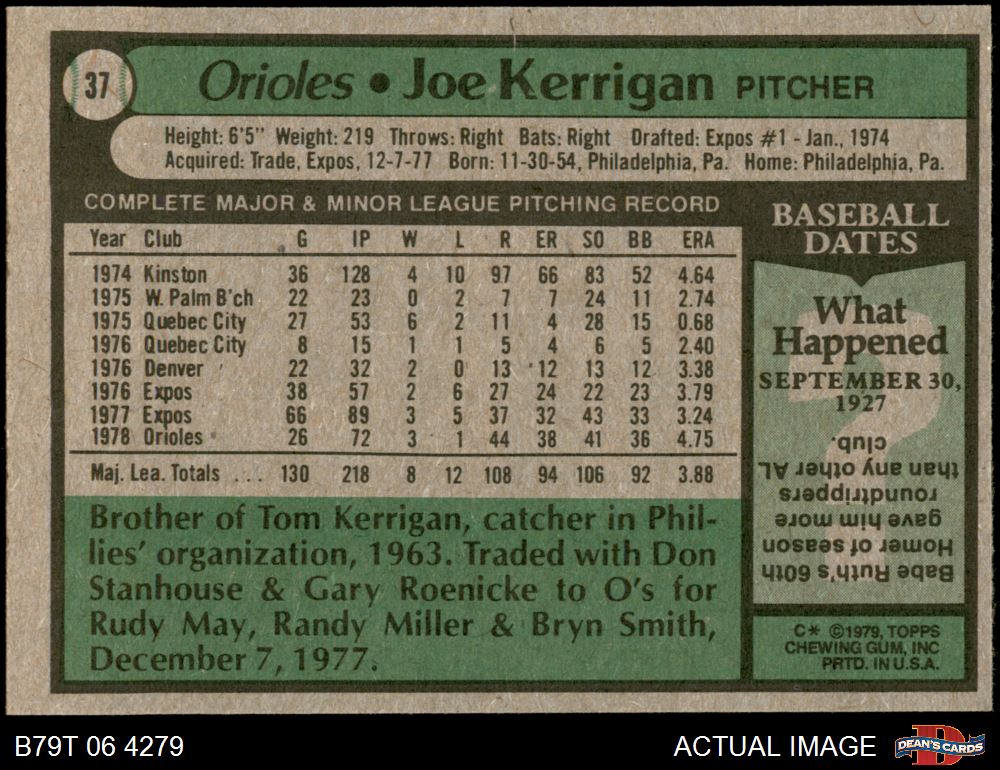 37
Orioles • Joe Kerrigan PITCHER
Height: 6'5" Weight: 219 Throws: Right Bats: Right Drafted: Expos #1 - Jan., 1974
Acquired: Trade, Expos, 12-7-77 Born: 11-30-54, Philadelphia, Pa. Home: Philadelphia, Pa.
COMPLETE MAJOR & MINOR LEAGUE PITCHING RECORD
Year Club G IP W L R ER SO BB ERA
1974 Kinston 36 128 4 10 97 66 83 52 4.64
1975 W. Palm B'ch 22 23 0 2 7 7 24 11 2.74
1975 Quebec City 27 53 6 2 11 4 28 15 0.68
1976 Quebec City 8 15 1 1 5 4 6 5 2.40
1976 Denver 22 32 2 0 13 12 13 12 3.38
1976 Expos 38 57 2 6 27 24 22 23 3.79
1977 Expos 66 89 3 5 37 32 43 33 3.24
1978 Orioles 26 72 3 1 44 38 41 36 4.75
Maj. Lea. Totals ... 130 218 8 12 108 94 106 92 3.88
Brother of Tom Kerrigan, catcher in Phil-
lies' organization, 1963. Traded with Don
Stanhouse & Gary Roenicke to O's for
Rudy May, Randy Miller & Bryn Smith,
December 7, 1977.
BASEBALL
DATES
What
Happened
SEPTEMBER 30,
1927
Babe Ruth's 60th
Homer of season
gave him more
roundtrippers
than any other AL
club.
C* ©1979, TOPPS
CHEWING GUM, INC
PRTD. IN U.S.A.
B79T 06 4279
ACTUAL IMAGE
D
DEAN'S CARDS